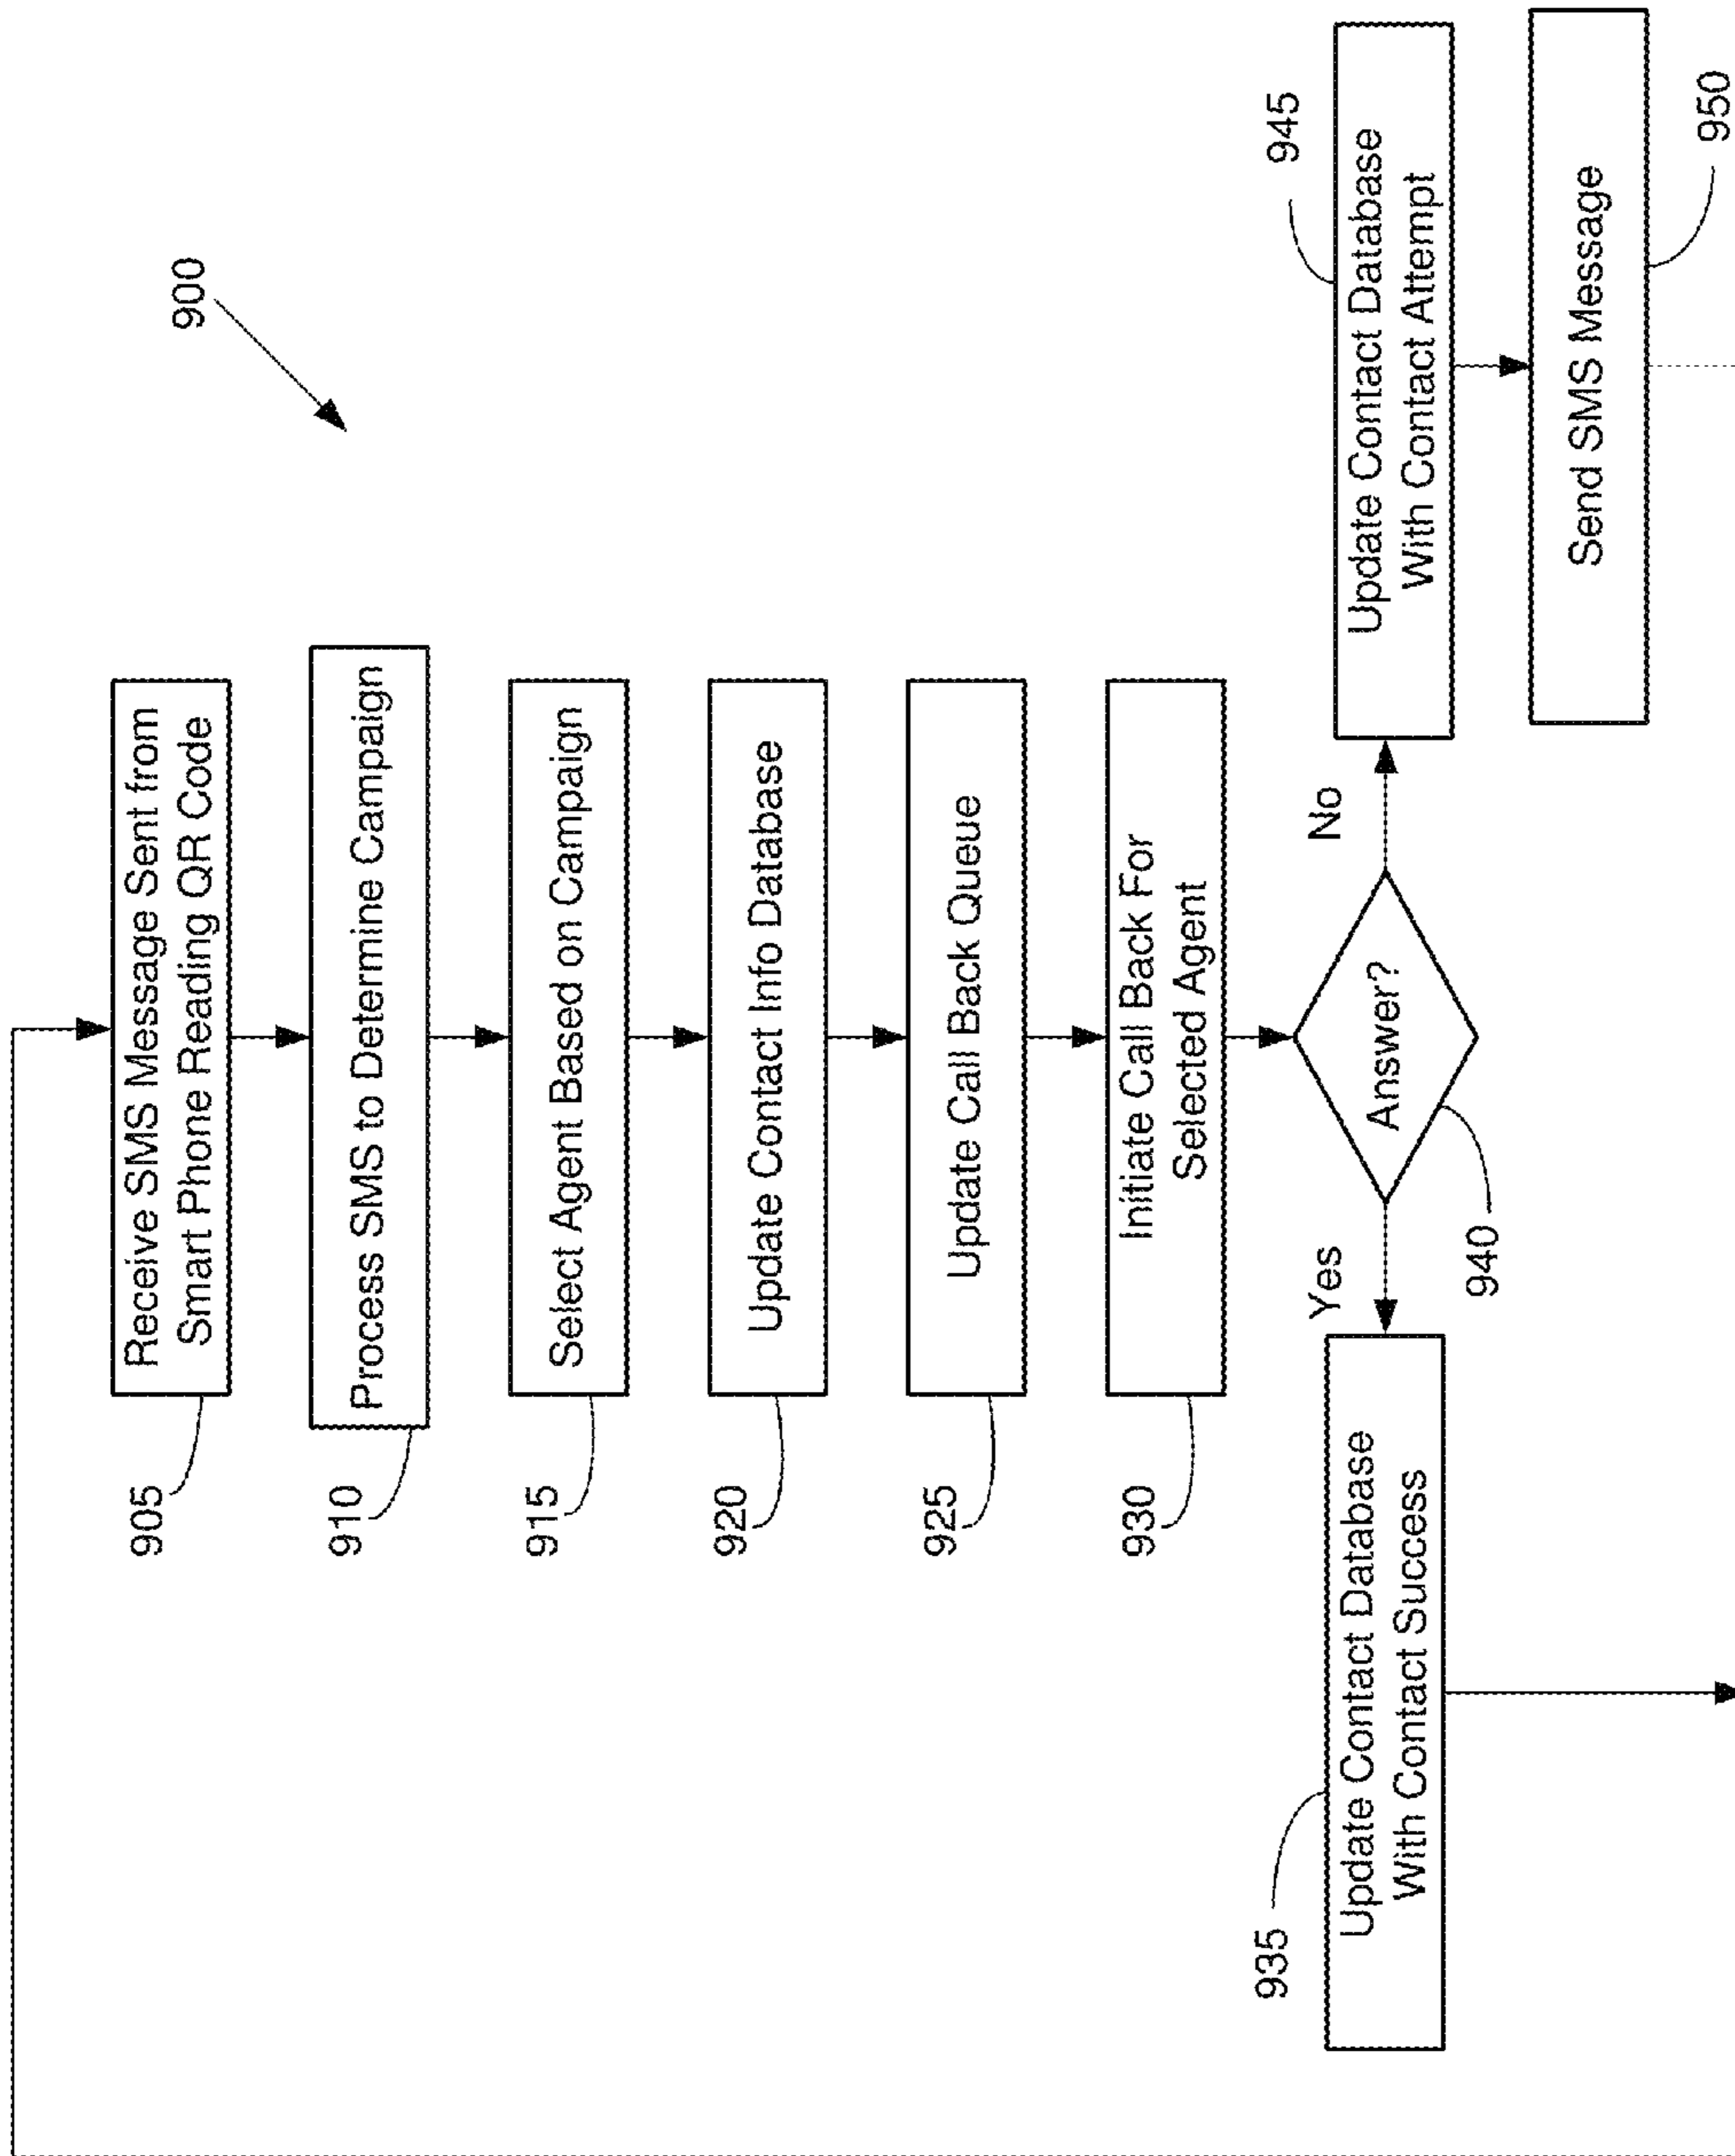 900
905
Receive SMS Message Sent from
Smart Phone Reading QR Code
910
Process SMS to Determine Campaign
915
Select Agent Based on Campaign
920
Update Contact Info Database
925
Update Call Back Queue
930
Initiate Call Back For
Selected Agent
Answer?
940
Yes
No
935
Update Contact Database
With Contact Success
945
Update Contact Database
With Contact Attempt
Send SMS Message
950